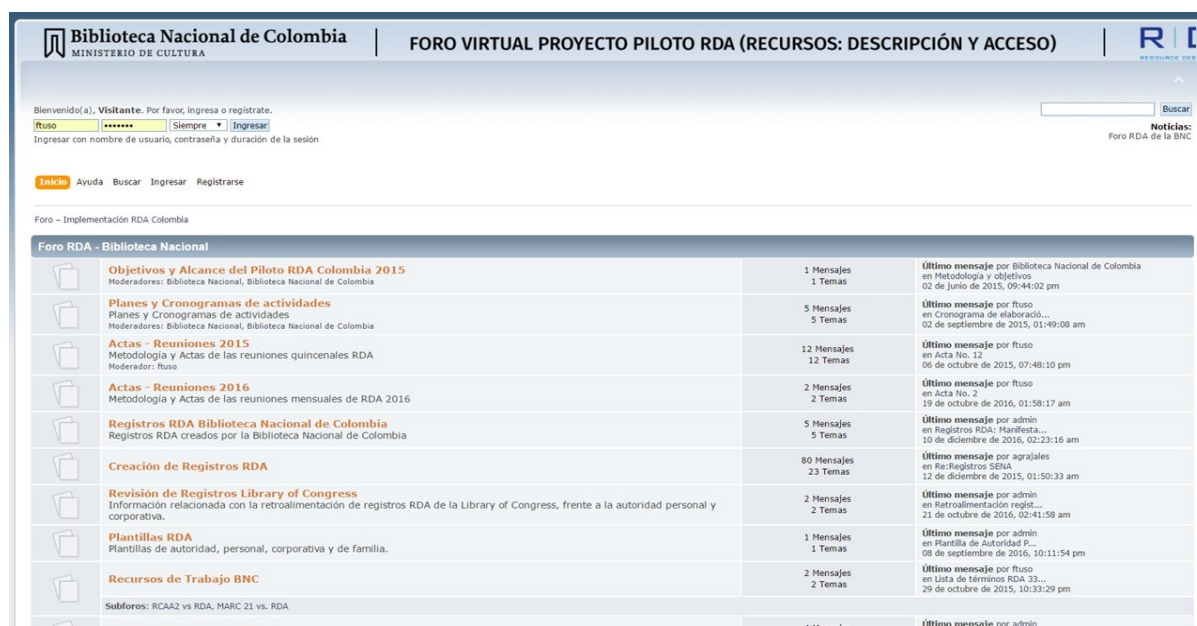 Biblioteca Nacional de Colombia
MINISTERIO DE CULTURA
FORO VIRTUAL PROYECTO PILOTO RDA (RECURSOS: DESCRIPCIÓN Y ACCESO)
R
RESOURCE DES
Bienvenido(a), Visitante. Por favor, ingresa o regístrate.
ftuso ••••••• Siempre Ingresar
Ingresar con nombre de usuario, contraseña y duración de la sesión
Buscar
Noticias:
Foro RDA de la BNC
Inicio Ayuda Buscar Ingresar Registrarse
Foro – Implementación RDA Colombia
Foro RDA - Biblioteca Nacional
Objetivos y Alcance del Piloto RDA Colombia 2015
Moderadores: Biblioteca Nacional, Biblioteca Nacional de Colombia
1 Mensajes
1 Temas
Último mensaje por Biblioteca Nacional de Colombia
en Metodología y objetivos
02 de junio de 2015, 09:44:02 pm
Planes y Cronogramas de actividades
Planes y Cronogramas de actividades
Moderadores: Biblioteca Nacional, Biblioteca Nacional de Colombia
5 Mensajes
5 Temas
Último mensaje por ftuso
en Cronograma de elaboració...
02 de septiembre de 2015, 01:49:08 am
Actas - Reuniones 2015
Metodología y Actas de las reuniones quincenales RDA
Moderador: ftuso
12 Mensajes
12 Temas
Último mensaje por ftuso
en Acta No. 12
06 de octubre de 2015, 07:48:10 pm
Actas - Reuniones 2016
Metodología y Actas de las reuniones mensuales de RDA 2016
2 Mensajes
2 Temas
Último mensaje por ftuso
en Acta No. 2
19 de octubre de 2016, 01:58:17 am
Registros RDA Biblioteca Nacional de Colombia
Registros RDA creados por la Biblioteca Nacional de Colombia
5 Mensajes
5 Temas
Último mensaje por admin
en Registros RDA: Manifesta...
10 de diciembre de 2016, 02:23:16 am
Creación de Registros RDA
80 Mensajes
23 Temas
Último mensaje por agrajales
en Re:Registros SENA
12 de diciembre de 2015, 01:50:33 am
Revisión de Registros Library of Congress
Información relacionada con la retroalimentación de registros RDA de la Library of Congress, frente a la autoridad personal y
corporativa.
2 Mensajes
2 Temas
Último mensaje por admin
en Retroalimentación regist...
21 de octubre de 2016, 02:41:58 am
Plantillas RDA
Plantillas de autoridad, personal, corporativa y de familia.
1 Mensajes
1 Temas
Último mensaje por admin
en Plantilla de Autoridad P...
08 de septiembre de 2016, 10:11:54 pm
Recursos de Trabajo BNC
2 Mensajes
2 Temas
Último mensaje por ftuso
en Lista de términos RDA 33...
29 de octubre de 2015, 10:33:29 pm
Subforos: RCAA2 vs RDA, MARC 21 vs. RDA
Último mensaje por admin